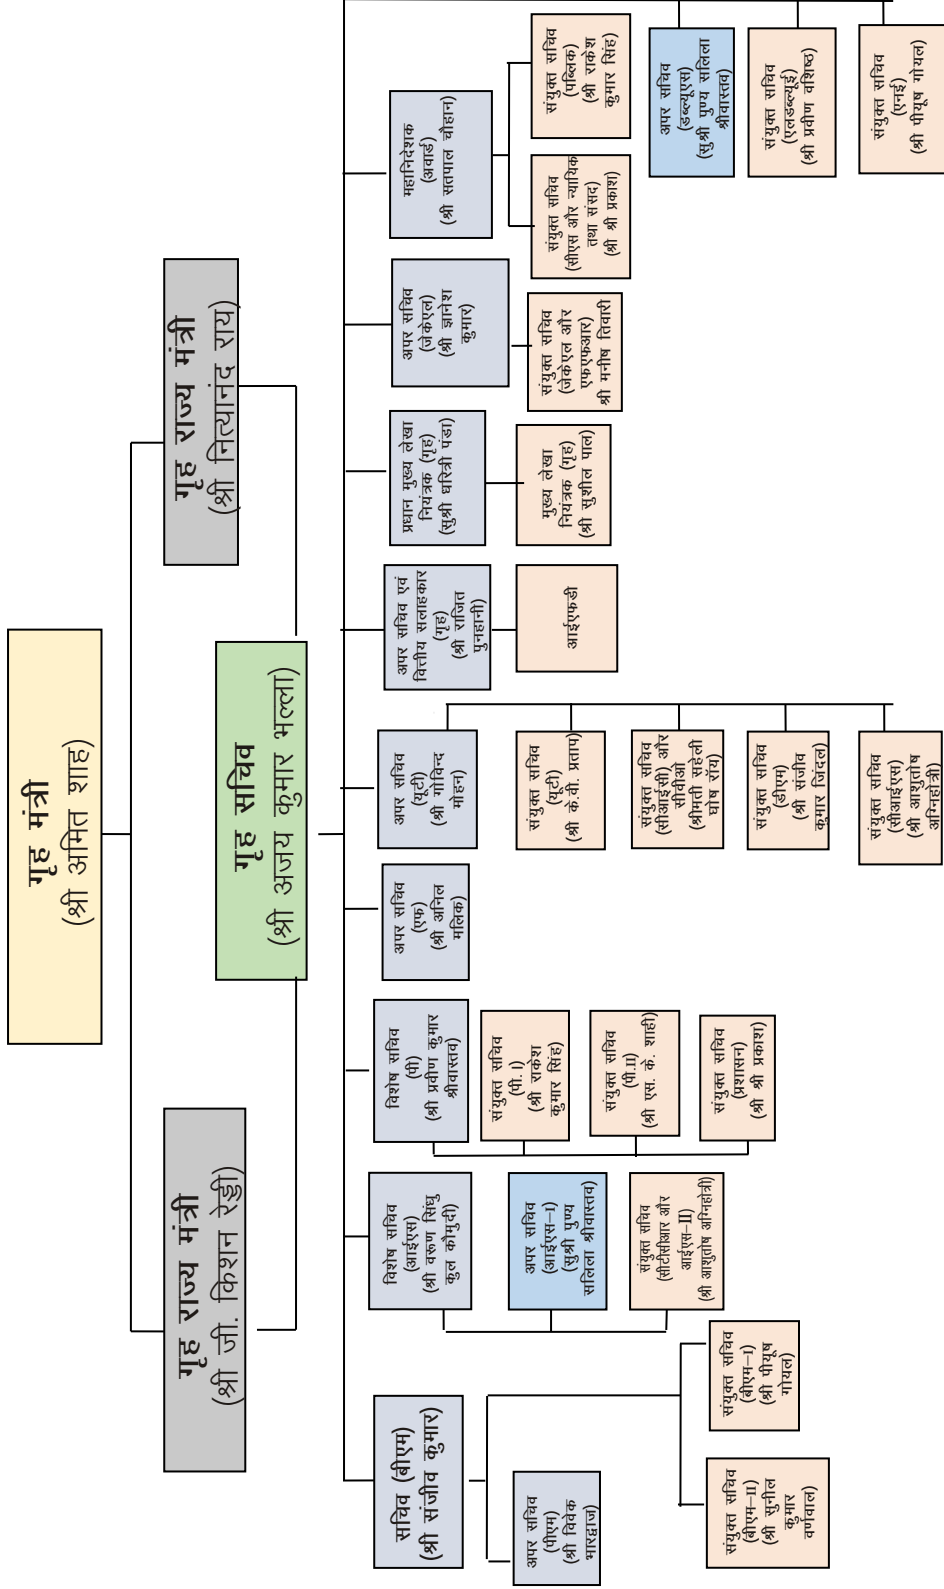 गृह मंत्री
(श्री अमित शाह)
गृह राज्य मंत्री
(श्री जी. किशन रेड्डी)
गृह राज्य मंत्री
(श्री नित्यानंद राय)
गृह सचिव
(श्री अजय कुमार भल्ला)
सचिव (बीएम)
(श्री संजीव कुमार)
विशेष सचिव
(आईएस)
(श्री वरूण सिंधु
कुल कौमुदी)
विशेष सचिव
(पी)
(श्री प्रवीण कुमार
श्रीवास्तव)
अपर सचिव
(एफ)
(श्री अनिल
मलिक)
अपर सचिव
(यूटी)
(श्री गोविन्द
मोहन)
अपर सचिव एवं
वित्तीय सलाहकार
(गृह)
(श्री राजित
पुनहानी)
प्रधान मुख्य लेखा
नियंत्रक (गृह)
(सुश्री धरित्री पंडा)
अपर सचिव
(जेकेएल)
(श्री ज्ञानेश
कुमार)
महानिदेशक
(अवार्ड)
(श्री सतपाल चौहान)
अपर सचिव
(पीएम)
(श्री विवेक
भारद्वाज)
संयुक्त सचिव
(बीएम–II)
(श्री सुनील
कुमार
वर्णवाल)
संयुक्त सचिव
(बीएम–I)
(श्री पीयूष
गोयल)
अपर सचिव
(आईएस–I)
(सुश्री पुण्य
सलिला श्रीवास्तव)
संयुक्त सचिव
(सीटीसीआर और
आईएस–II)
(श्री आशुतोष अग्निहोत्री)
संयुक्त सचिव
(पी. I)
(श्री राकेश
कुमार सिंह)
संयुक्त सचिव
(पी.II)
(श्री एस. के. शाही)
संयुक्त सचिव
(प्रशासन)
(श्री श्री प्रकाश)
संयुक्त सचिव
(यूटी)
(श्री के.वी. प्रताप)
संयुक्त सचिव
(सीआईसी) और
सीवीओ
(श्रीमती सहेली
घोष रॉय)
संयुक्त सचिव
(डीएम)
(श्री संजीव
कुमार जिंदल)
संयुक्त सचिव
(सीआईएस)
(श्री आशुतोष
अग्निहोत्री)
आईएफडी
मुख्य लेखा
नियंत्रक (गृह)
(श्री सुशील पाल)
संयुक्त सचिव
(जेकेएल और
एफएफआर)
श्री मनीष तिवारी
संयुक्त सचिव
(सीएस और न्यायिक
तथा संसद)
(श्री श्री प्रकाश)
संयुक्त सचिव
(पब्लिक)
(श्री राकेश
कुमार सिंह)
अपर सचिव
(डब्ल्यूएस)
(सुश्री पुण्य सलिला
श्रीवास्तव)
संयुक्त सचिव
(एलडब्ल्यूई)
(श्री प्रवीण वशिष्ठ)
संयुक्त सचिव
(एनई)
(श्री पीयूष गोयल)